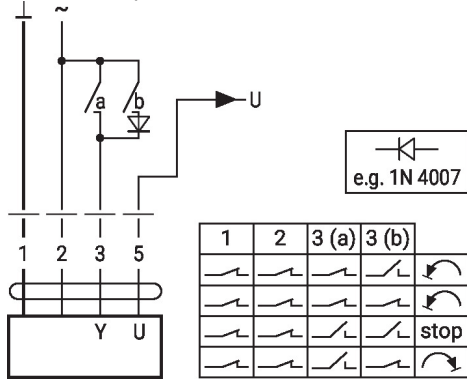 ⊥ ~
a b
U
e.g. 1N 4007
1 2 3 5
Y U
1 2 3 (a) 3 (b)
stop